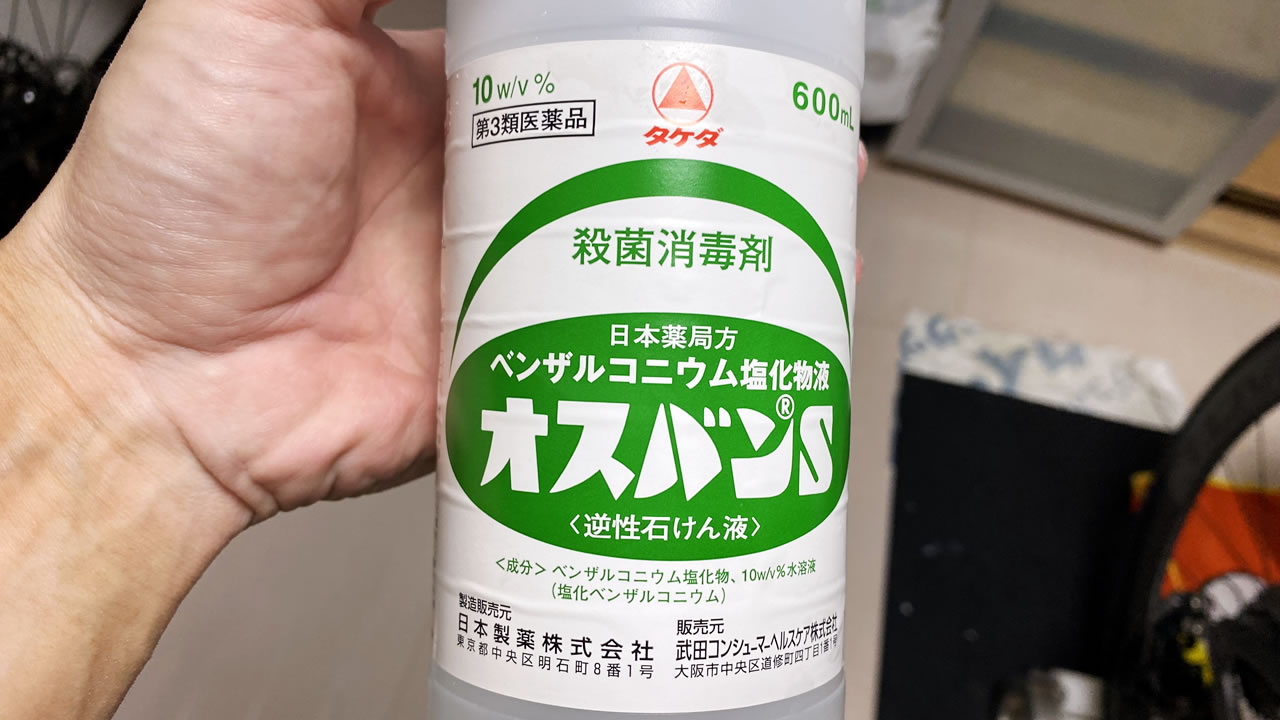 10w/v%
第3類医薬品
タケダ
600mL
殺菌消毒剤
日本薬局方
ベンザルコニウム塩化物液
オスバン®S
〈逆性石けん液〉
<成分> ベンザルコニウム塩化物、10w/v%水溶液
(塩化ベンザルコニウム)
製造販売元
日本製薬株式会社
東京都中央区明石町8番1号
販売元
武田コンシューマーヘルスケア株式会社
大阪市中央区道修町四丁目1番1号